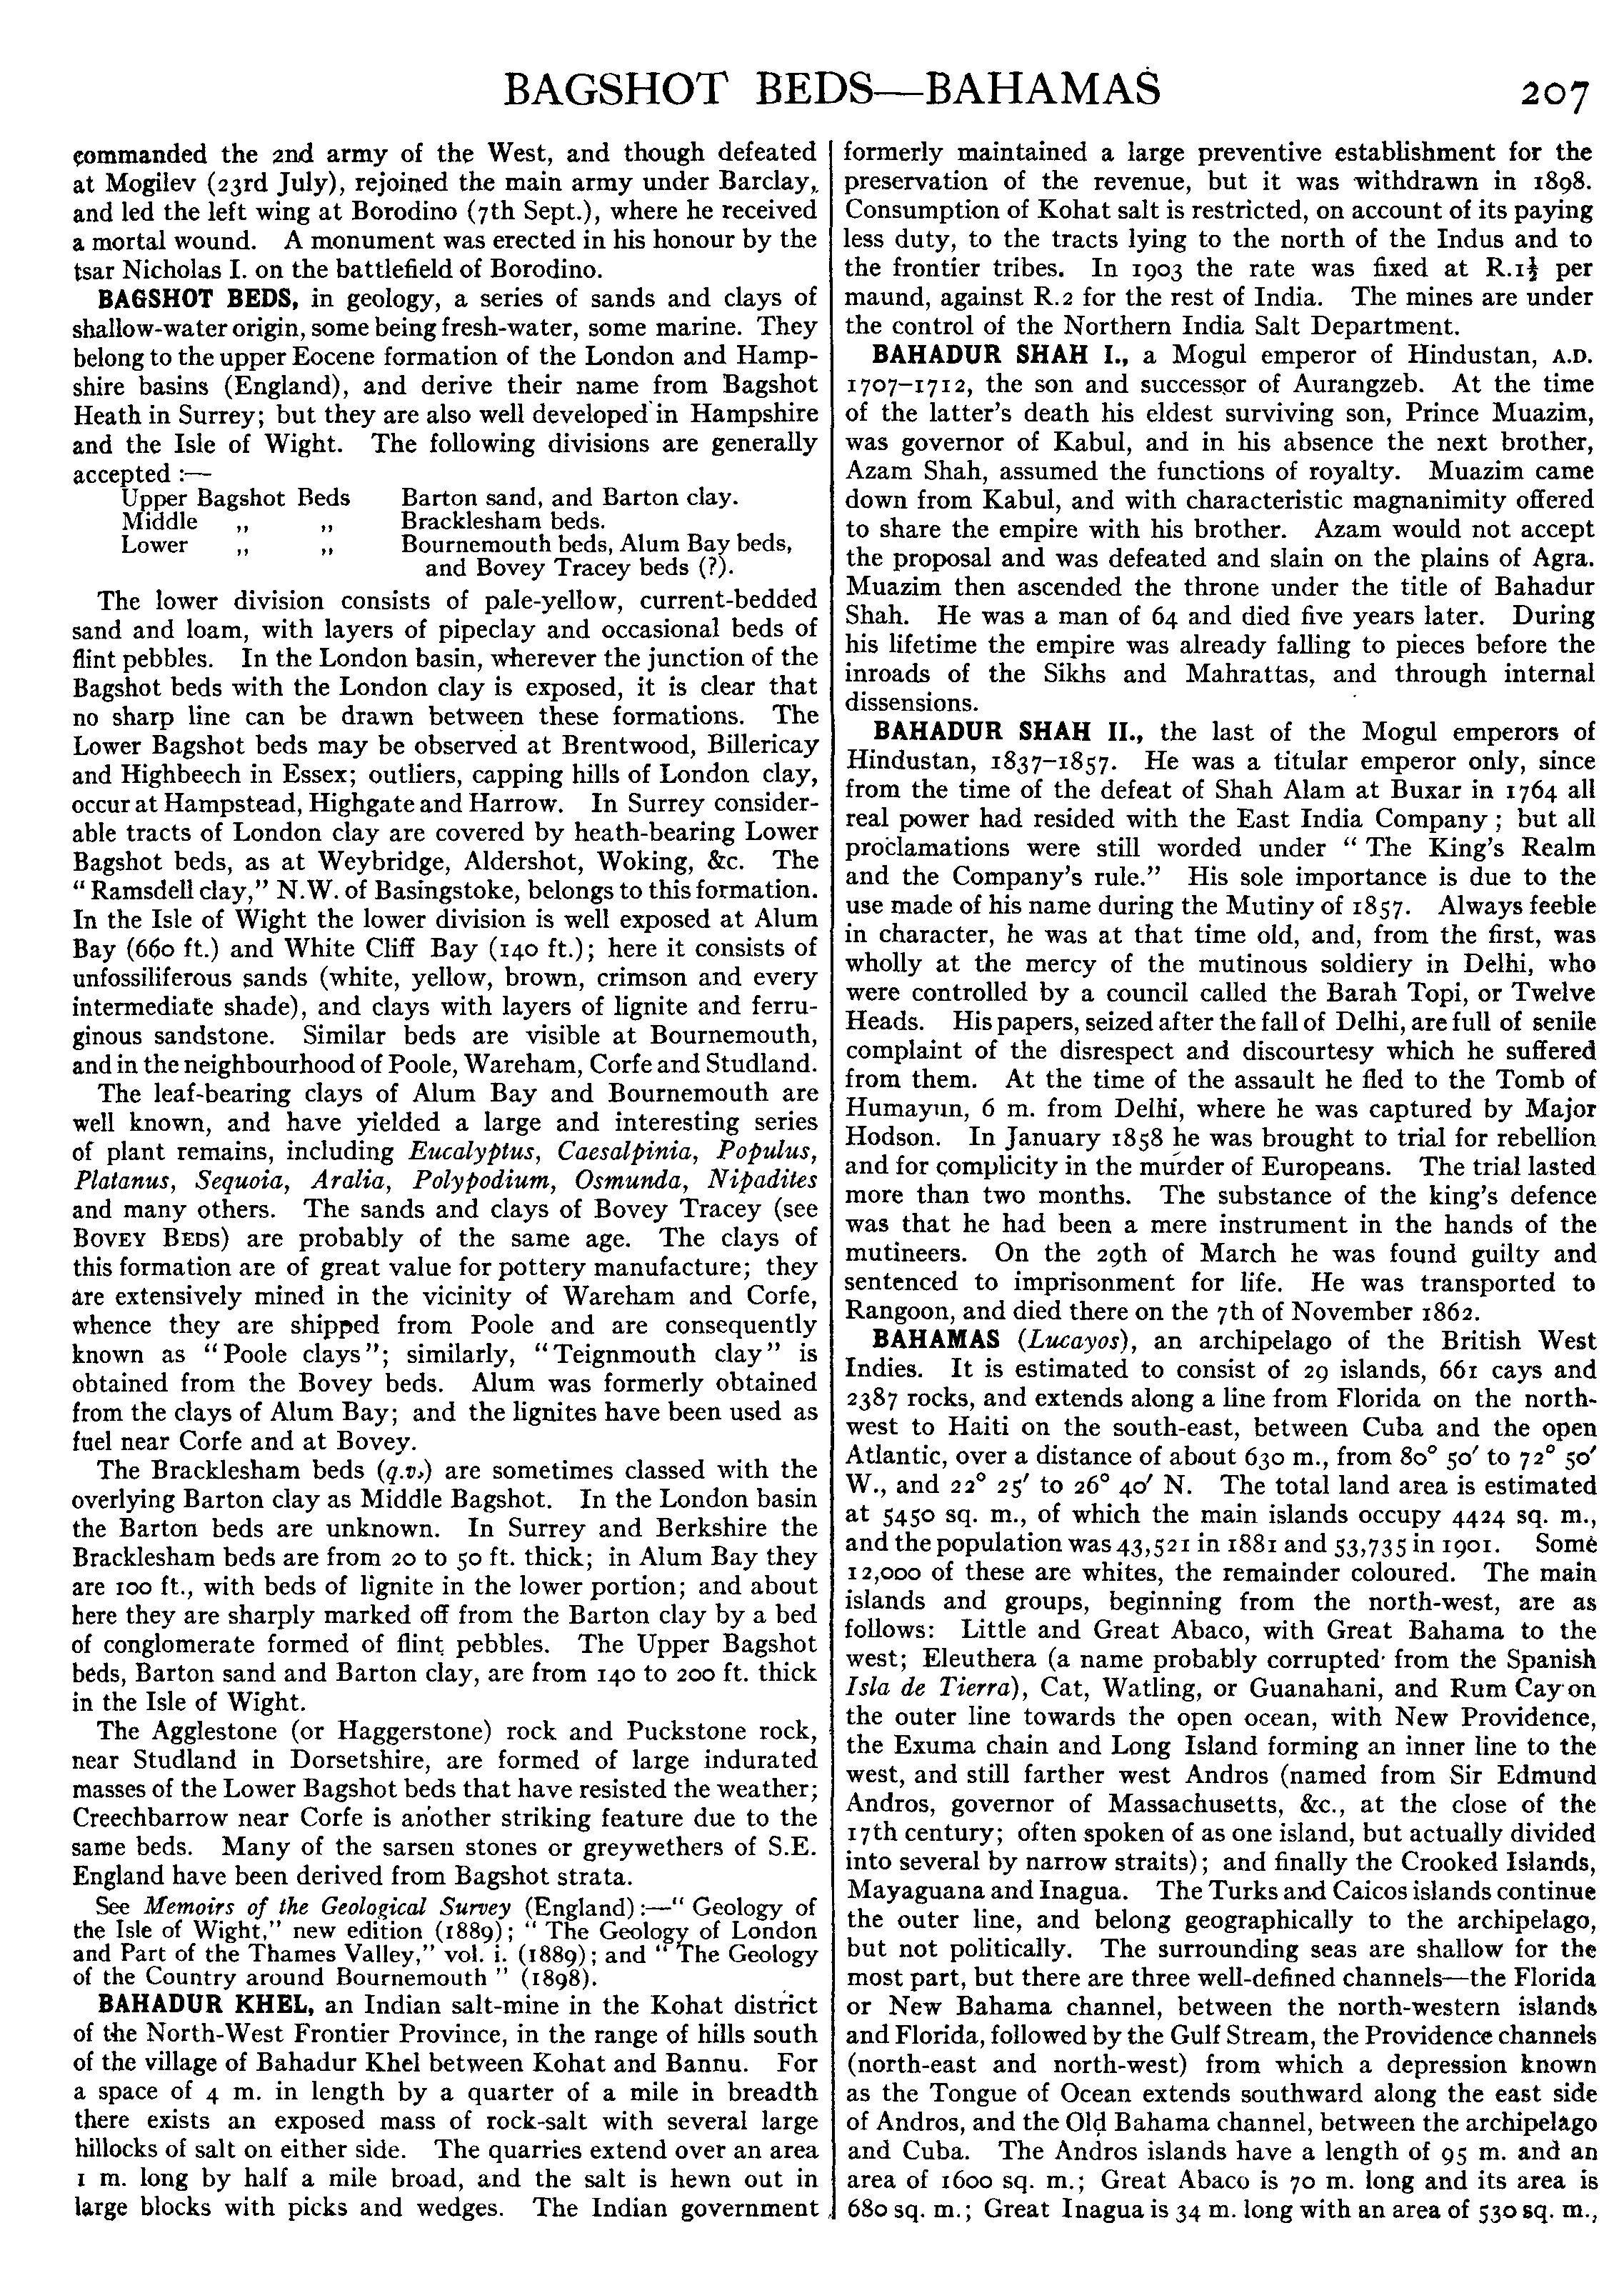 BAGSHOT BEDS—BAHAMAS
207
commanded the 2nd army of the West, and though defeated
at Mogilev (23rd July), rejoined the main army under Barclay,
and led the left wing at Borodino (7th Sept.), where he received
a mortal wound. A monument was erected in his honour by the
tsar Nicholas I. on the battlefield of Borodino.
BAGSHOT BEDS, in geology, a series of sands and clays of
shallow-water origin, some being fresh-water, some marine. They
belong to the upper Eocene formation of the London and Hamp-
shire basins (England), and derive their name from Bagshot
Heath in Surrey; but they are also well developed in Hampshire
and the Isle of Wight. The following divisions are generally
accepted :—
Upper Bagshot Beds Barton sand, and Barton clay.
Middle ,, ,, Bracklesham beds.
Lower ,, ,, Bournemouth beds, Alum Bay beds,
and Bovey Tracey beds (?).
The lower division consists of pale-yellow, current-bedded
sand and loam, with layers of pipeclay and occasional beds of
flint pebbles. In the London basin, wherever the junction of the
Bagshot beds with the London clay is exposed, it is clear that
no sharp line can be drawn between these formations. The
Lower Bagshot beds may be observed at Brentwood, Billericay
and Highbeech in Essex; outliers, capping hills of London clay,
occur at Hampstead, Highgate and Harrow. In Surrey consider-
able tracts of London clay are covered by heath-bearing Lower
Bagshot beds, as at Weybridge, Aldershot, Woking, &c. The
“ Ramsdell clay,” N.W. of Basingstoke, belongs to this formation.
In the Isle of Wight the lower division is well exposed at Alum
Bay (660 ft.) and White Cliff Bay (140 ft.); here it consists of
unfossiliferous sands (white, yellow, brown, crimson and every
intermediate shade), and clays with layers of lignite and ferru-
ginous sandstone. Similar beds are visible at Bournemouth,
and in the neighbourhood of Poole, Wareham, Corfe and Studland.
The leaf-bearing clays of Alum Bay and Bournemouth are
well known, and have yielded a large and interesting series
of plant remains, including Eucalyptus, Caesalpinia, Populus,
Platanus, Sequoia, Aralia, Polypodium, Osmunda, Nipadites
and many others. The sands and clays of Bovey Tracey (see
BOVEY BEDS) are probably of the same age. The clays of
this formation are of great value for pottery manufacture; they
are extensively mined in the vicinity of Wareham and Corfe,
whence they are shipped from Poole and are consequently
known as “Poole clays”; similarly, “Teignmouth clay” is
obtained from the Bovey beds. Alum was formerly obtained
from the clays of Alum Bay; and the lignites have been used as
fuel near Corfe and at Bovey.
The Bracklesham beds (q.v.) are sometimes classed with the
overlying Barton clay as Middle Bagshot. In the London basin
the Barton beds are unknown. In Surrey and Berkshire the
Bracklesham beds are from 20 to 50 ft. thick; in Alum Bay they
are 100 ft., with beds of lignite in the lower portion; and about
here they are sharply marked off from the Barton clay by a bed
of conglomerate formed of flint pebbles. The Upper Bagshot
beds, Barton sand and Barton clay, are from 140 to 200 ft. thick
in the Isle of Wight.
The Agglestone (or Haggerstone) rock and Puckstone rock,
near Studland in Dorsetshire, are formed of large indurated
masses of the Lower Bagshot beds that have resisted the weather;
Creechbarrow near Corfe is another striking feature due to the
same beds. Many of the sarsen stones or greywethers of S.E.
England have been derived from Bagshot strata.
See Memoirs of the Geological Survey (England):—“ Geology of
the Isle of Wight,” new edition (1889); “ The Geology of London
and Part of the Thames Valley,” vol. i. (1889); and “ The Geology
of the Country around Bournemouth ” (1898).
BAHADUR KHEL, an Indian salt-mine in the Kohat district
of the North-West Frontier Province, in the range of hills south
of the village of Bahadur Khel between Kohat and Bannu. For
a space of 4 m. in length by a quarter of a mile in breadth
there exists an exposed mass of rock-salt with several large
hillocks of salt on either side. The quarries extend over an area
1 m. long by half a mile broad, and the salt is hewn out in
large blocks with picks and wedges. The Indian government
formerly maintained a large preventive establishment for the
preservation of the revenue, but it was withdrawn in 1898.
Consumption of Kohat salt is restricted, on account of its paying
less duty, to the tracts lying to the north of the Indus and to
the frontier tribes. In 1903 the rate was fixed at R.1½ per
maund, against R.2 for the rest of India. The mines are under
the control of the Northern India Salt Department.
BAHADUR SHAH I., a Mogul emperor of Hindustan, A.D.
1707–1712, the son and successor of Aurangzeb. At the time
of the latter’s death his eldest surviving son, Prince Muazim,
was governor of Kabul, and in his absence the next brother,
Azam Shah, assumed the functions of royalty. Muazim came
down from Kabul, and with characteristic magnanimity offered
to share the empire with his brother. Azam would not accept
the proposal and was defeated and slain on the plains of Agra.
Muazim then ascended the throne under the title of Bahadur
Shah. He was a man of 64 and died five years later. During
his lifetime the empire was already falling to pieces before the
inroads of the Sikhs and Mahrattas, and through internal
dissensions.
BAHADUR SHAH II., the last of the Mogul emperors of
Hindustan, 1837–1857. He was a titular emperor only, since
from the time of the defeat of Shah Alam at Buxar in 1764 all
real power had resided with the East India Company ; but all
proclamations were still worded under “ The King’s Realm
and the Company’s rule.” His sole importance is due to the
use made of his name during the Mutiny of 1857. Always feeble
in character, he was at that time old, and, from the first, was
wholly at the mercy of the mutinous soldiery in Delhi, who
were controlled by a council called the Barah Topi, or Twelve
Heads. His papers, seized after the fall of Delhi, are full of senile
complaint of the disrespect and discourtesy which he suffered
from them. At the time of the assault he fled to the Tomb of
Humayun, 6 m. from Delhi, where he was captured by Major
Hodson. In January 1858 he was brought to trial for rebellion
and for complicity in the murder of Europeans. The trial lasted
more than two months. The substance of the king’s defence
was that he had been a mere instrument in the hands of the
mutineers. On the 29th of March he was found guilty and
sentenced to imprisonment for life. He was transported to
Rangoon, and died there on the 7th of November 1862.
BAHAMAS (Lucayos), an archipelago of the British West
Indies. It is estimated to consist of 29 islands, 661 cays and
2387 rocks, and extends along a line from Florida on the north-
west to Haiti on the south-east, between Cuba and the open
Atlantic, over a distance of about 630 m., from 80° 50′ to 72° 50′
W., and 22° 25′ to 26° 40′ N. The total land area is estimated
at 5450 sq. m., of which the main islands occupy 4424 sq. m.,
and the population was 43,521 in 1881 and 53,735 in 1901. Some
12,000 of these are whites, the remainder coloured. The main
islands and groups, beginning from the north-west, are as
follows: Little and Great Abaco, with Great Bahama to the
west; Eleuthera (a name probably corrupted from the Spanish
Isla de Tierra), Cat, Watling, or Guanahani, and Rum Cay on
the outer line towards the open ocean, with New Providence,
the Exuma chain and Long Island forming an inner line to the
west, and still farther west Andros (named from Sir Edmund
Andros, governor of Massachusetts, &c., at the close of the
17th century; often spoken of as one island, but actually divided
into several by narrow straits); and finally the Crooked Islands,
Mayaguana and Inagua. The Turks and Caicos islands continue
the outer line, and belong geographically to the archipelago,
but not politically. The surrounding seas are shallow for the
most part, but there are three well-defined channels—the Florida
or New Bahama channel, between the north-western islands
and Florida, followed by the Gulf Stream, the Providence channels
(north-east and north-west) from which a depression known
as the Tongue of Ocean extends southward along the east side
of Andros, and the Old Bahama channel, between the archipelago
and Cuba. The Andros islands have a length of 95 m. and an
area of 1600 sq. m.; Great Abaco is 70 m. long and its area is
680 sq. m.; Great Inagua is 34 m. long with an area of 530 sq. m.,